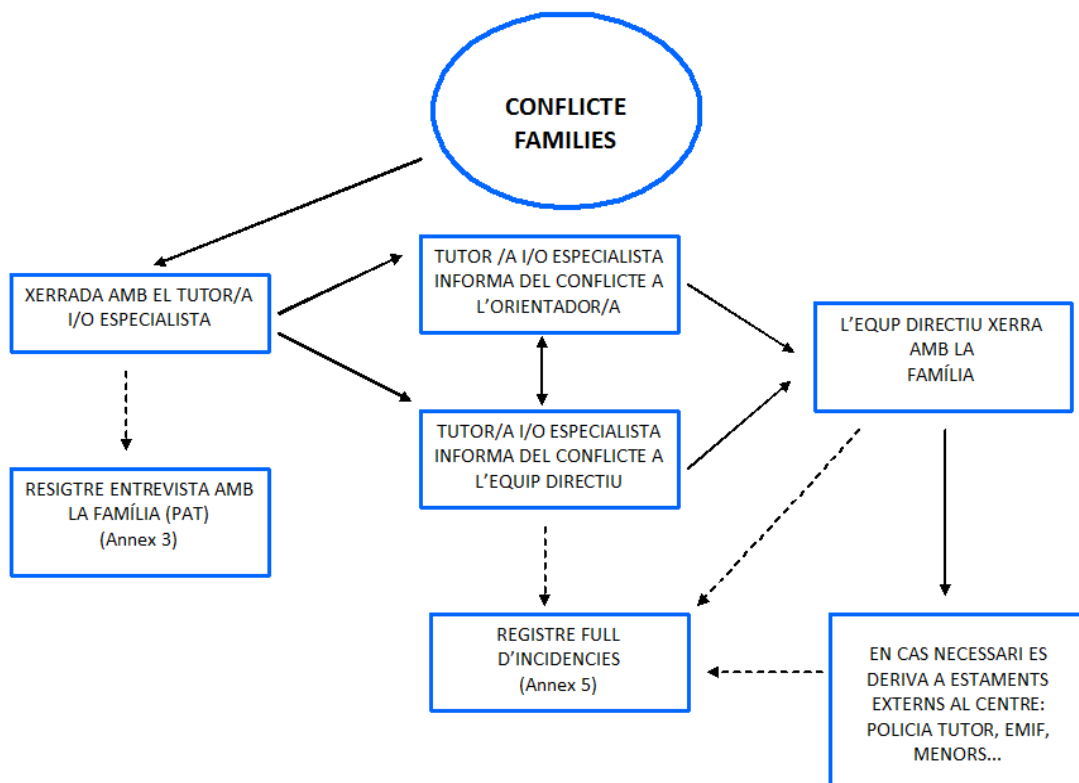 CONFLICTE
FAMILIES
XERRADA AMB EL TUTOR/A
I/O ESPECIALISTA
TUTOR /A I/O ESPECIALISTA
INFORMA DEL CONFLICTE A
L’ORIENTADOR/A
L’EQUP DIRECTIU XERRA
AMB LA
FAMÍLIA
TUTOR/A I/O ESPECIALISTA
INFORMA DEL CONFLICTE A
L’EQUIP DIRECTIU
RESIGTRE ENTREVISTA AMB
LA FAMÍLIA (PAT)
(Annex 3)
REGISTRE FULL
D’INCIDENCIES
(Annex 5)
EN CAS NECESSARI ES
DERIVA A ESTAMENTS
EXTERNS AL CENTRE:
POLICIA TUTOR, EMIF,
MENORS...